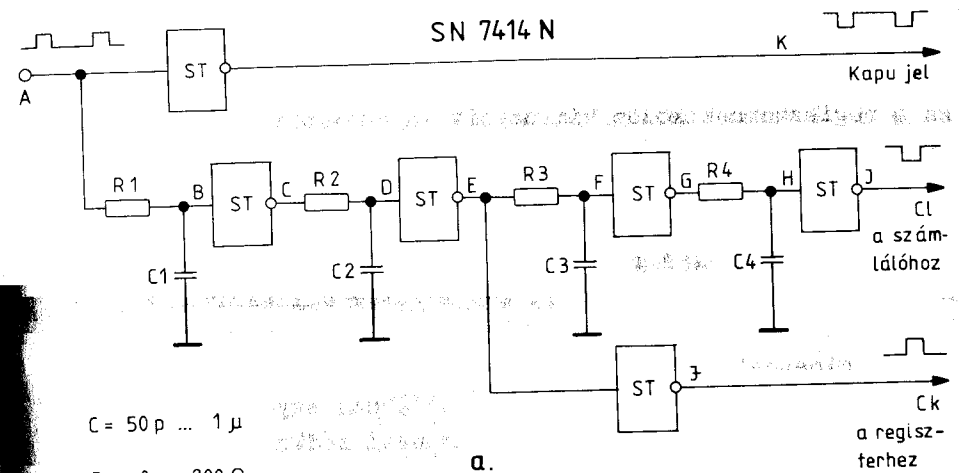 SN 7414 N
A
ST
K
Kapu jel
R1
B
ST
C
R2
D
ST
E
R3
F
ST
G
R4
H
ST
J
Cl
a szám-
lálóhoz
C1
C2
C3
C4
ST
Ck
a regisz-
terhez
C = 50 p ... 1 µ
a.